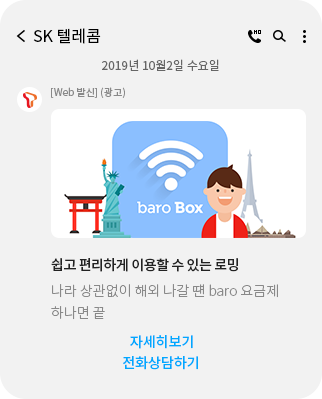 SK 텔레콤
2019년 10월2일 수요일
[Web 발신] (광고)
baro Box
쉽고 편리하게 이용할 수 있는 로밍
나라 상관없이 해외 나갈 땐 baro 요금제
하나면 끝
자세히보기
전화상담하기